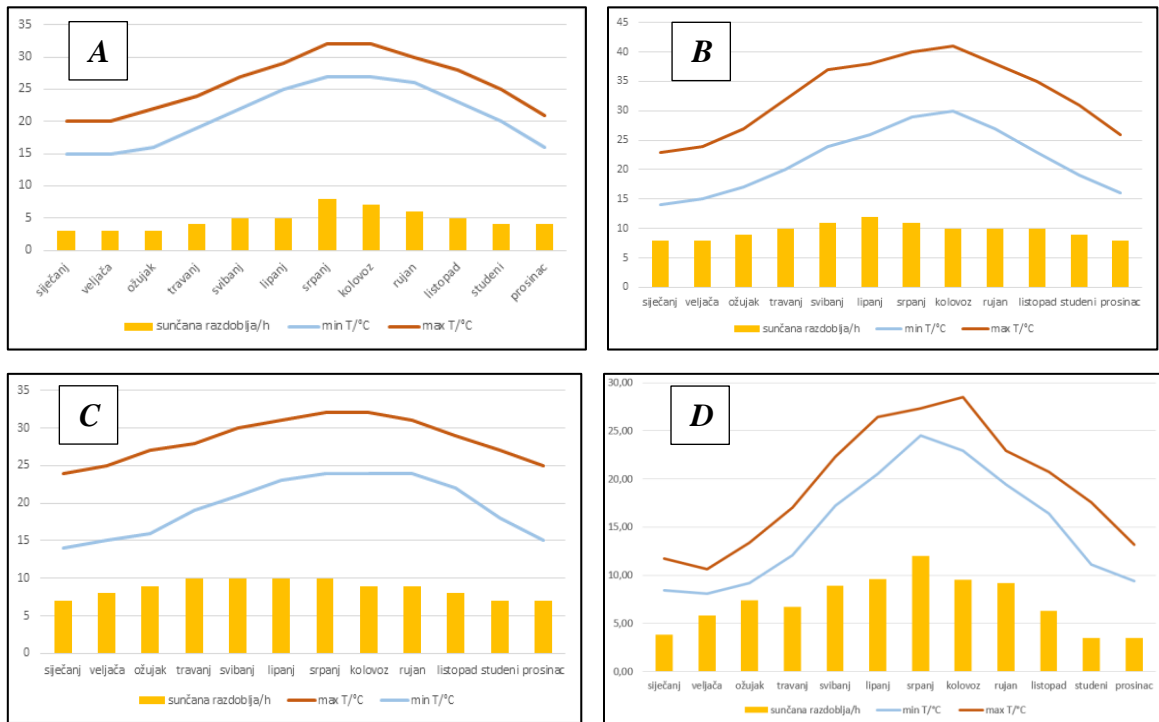 A
35
30
25
20
15
10
5
0
siječanj veljača ožujak travanj svibanj lipanj srpanj kolovoz rujan listopad studeni prosinac
sunčana razdoblja/h min T/°C max T/°C
B
45
40
35
30
25
20
15
10
5
0
siječanj veljača ožujak travanj svibanj lipanj srpanj kolovoz rujan listopad studeni prosinac
sunčana razdoblja/h min T/°C max T/°C
C
35
30
25
20
15
10
5
0
siječanj veljača ožujak travanj svibanj lipanj srpanj kolovoz rujan listopad studeni prosinac
sunčana razdoblja/h max T/°C min T/°C
D
30,00
25,00
20,00
15,00
10,00
5,00
0,00
siječanj veljača ožujak travanj svibanj lipanj srpanj kolovoz rujan listopad studeni prosinac
sunčana razdoblja/h min T/°C max T/°C